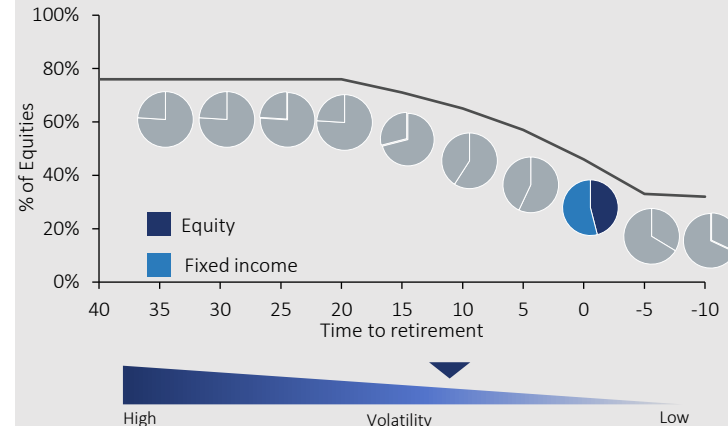 100%
80%
60%
40%
20%
0%
% of Equities
Equity
Fixed income
40 35 30 25 20 15 10 5 0 -5 -10
Time to retirement
High Volatility Low